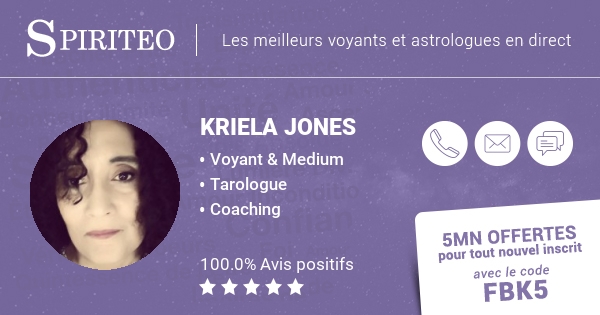 SPIRITEO
Les meilleurs voyants et astrologues en direct
KRIELA JONES
• Voyant & Medium
• Tarologue
• Coaching
100.0% Avis positifs
5MN OFFERTES
pour tout nouvel inscrit
avec le code
FBK5